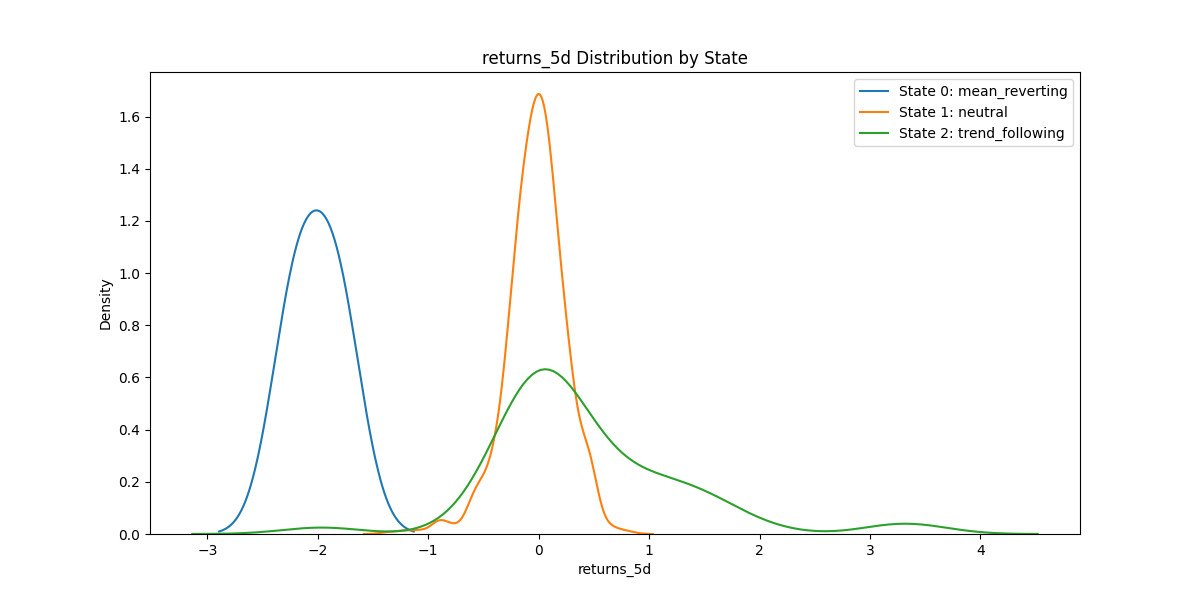 returns_5d Distribution by State
State 0: mean_reverting
State 1: neutral
State 2: trend_following
Density
1.6
1.4
1.2
1.0
0.8
0.6
0.4
0.2
0.0
−3
−2
−1
0
1
2
3
4
returns_5d